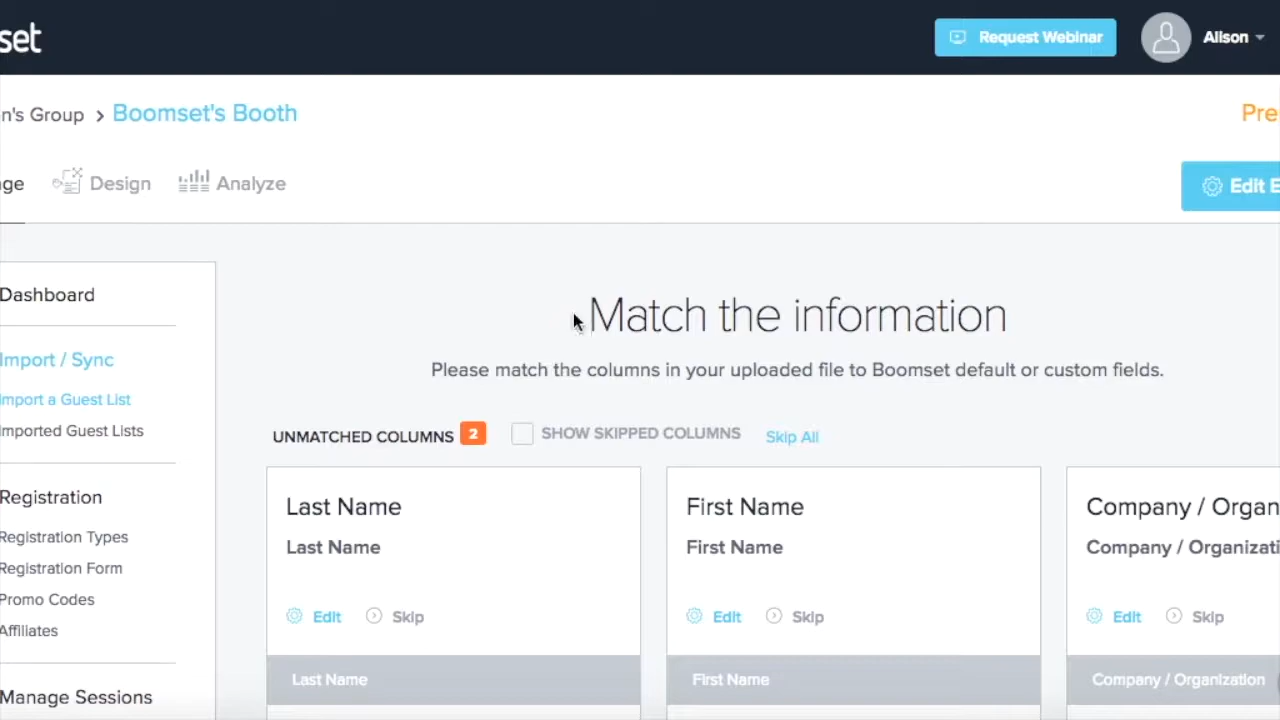 set
Request Webinar
Alison
n's Group > Boomset's Booth
Pre
ge
Design
Analyze
Edit E
Dashboard
Import / Sync
Import a Guest List
Imported Guest Lists
Registration
Registration Types
Registration Form
Promo Codes
Affiliates
Manage Sessions
Match the information
Please match the columns in your uploaded file to Boomset default or custom fields.
UNMATCHED COLUMNS 2
SHOW SKIPPED COLUMNS
Skip All
Last Name
Last Name
Edit
Skip
Last Name
First Name
First Name
Edit
Skip
First Name
Company / Organ
Company / Organizati
Edit
Skip
Company / Organization